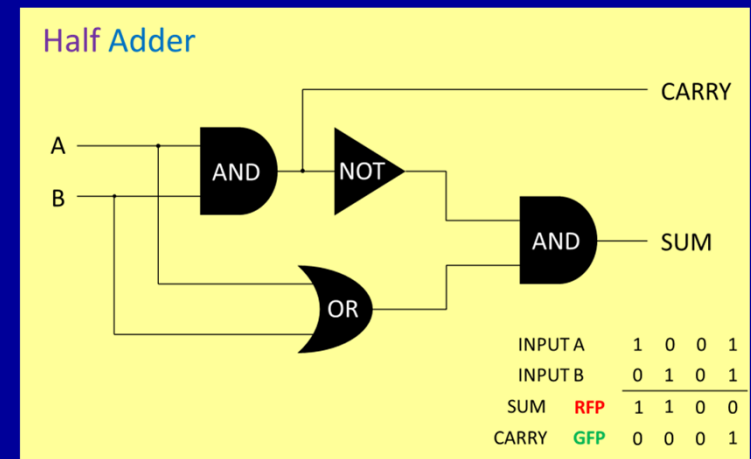 Half Adder
CARRY
A
AND
NOT
B
AND
SUM
OR
INPUT A 1 0 0 1
INPUT B 0 1 0 1
SUM RFP 1 1 0 0
CARRY GFP 0 0 0 1